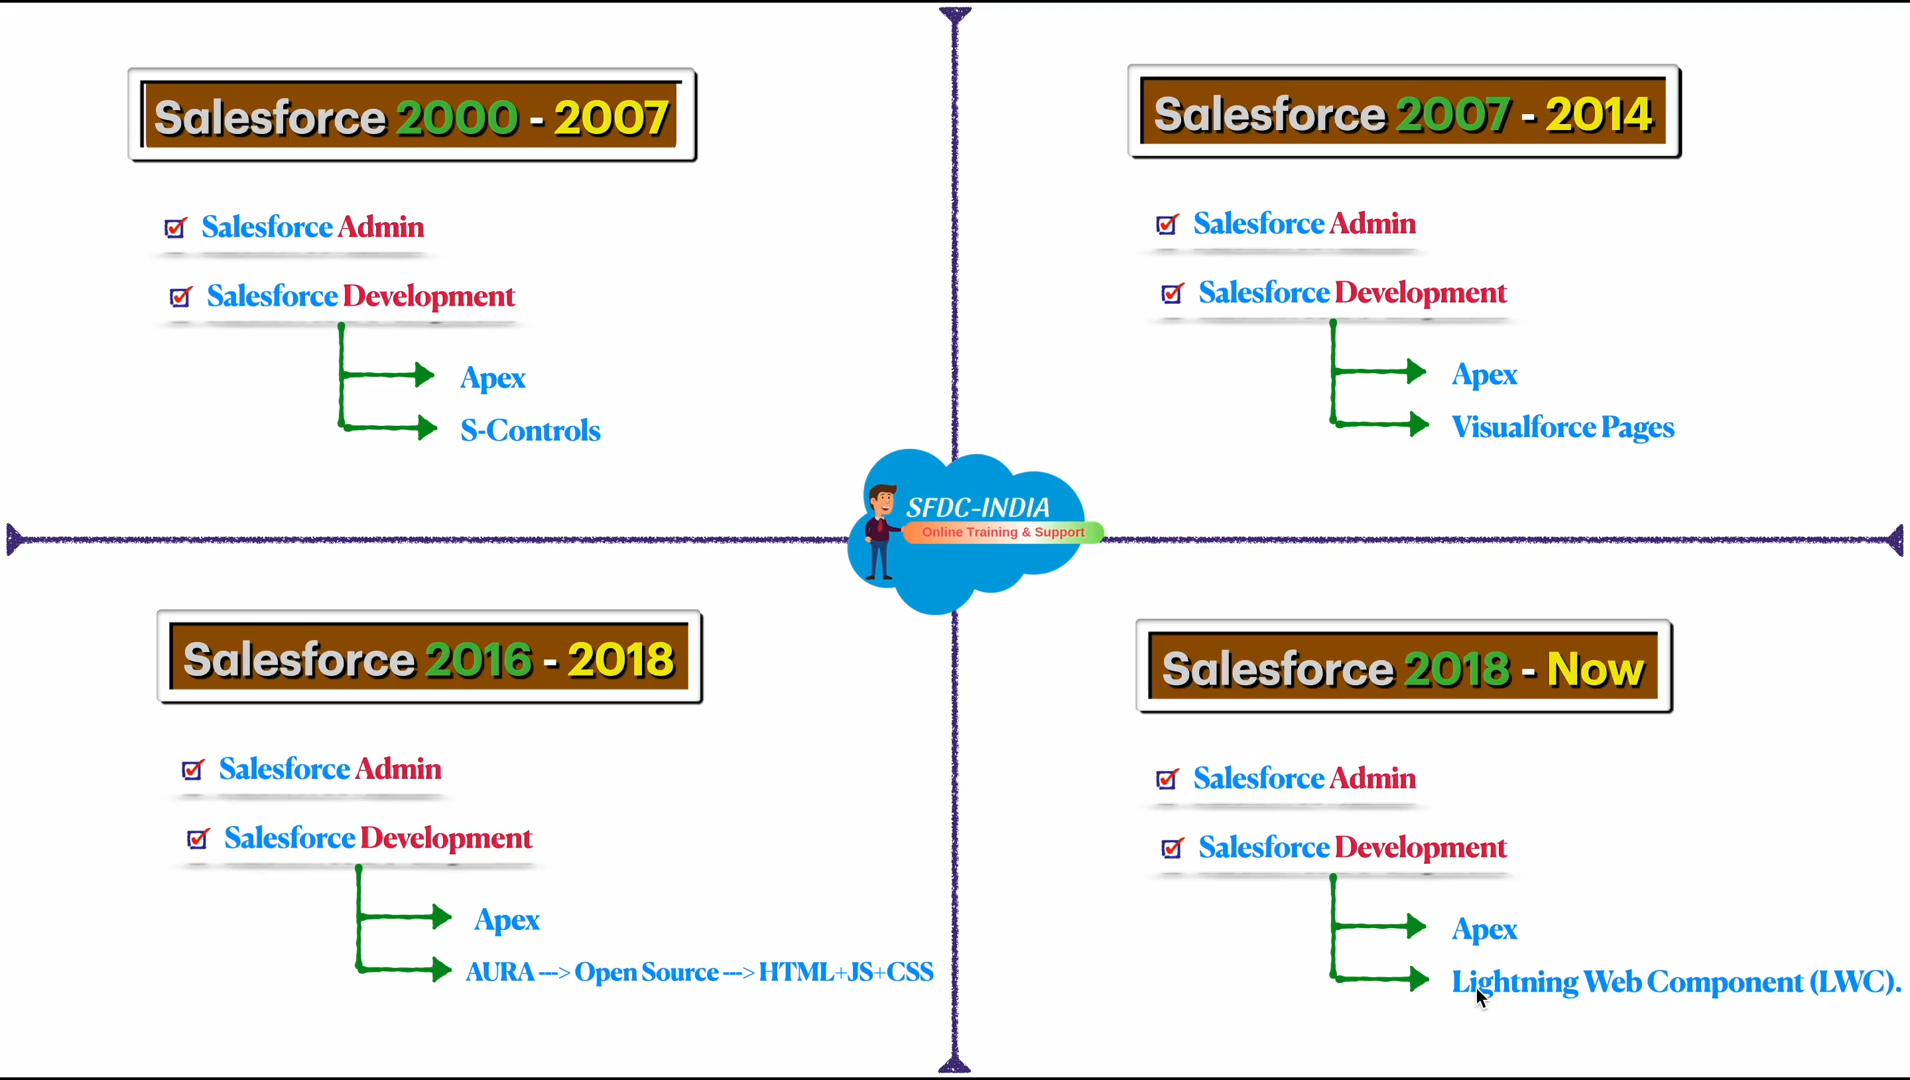 Salesforce 2000 - 2007
Salesforce Admin
Salesforce Development
Apex
S-Controls
Salesforce 2007 - 2014
Salesforce Admin
Salesforce Development
Apex
Visualforce Pages
SFDC-INDIA
Online Training & Support
Salesforce 2016 - 2018
Salesforce Admin
Salesforce Development
Apex
AURA ---> Open Source ---> HTML+JS+CSS
Salesforce 2018 - Now
Salesforce Admin
Salesforce Development
Apex
Lightning Web Component (LWC).